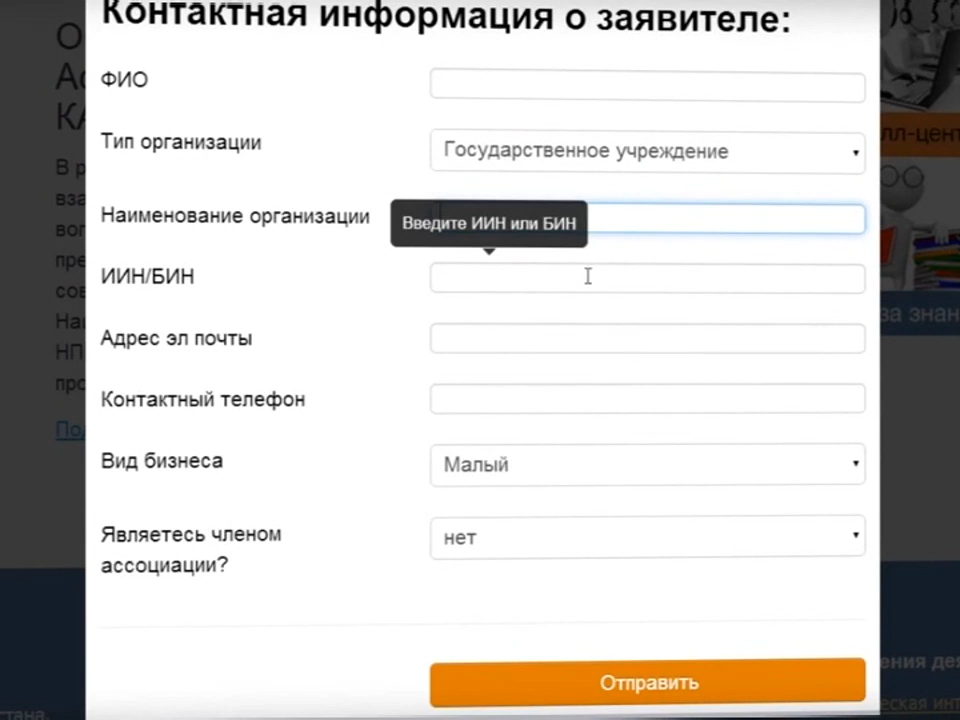 Контактная информация о заявителе:
ФИО
Тип организации
Государственное учреждение
Наименование организации
Введите ИИН или БИН
ИИН/БИН
Адрес эл почты
Контактный телефон
Вид бизнеса
Малый
Являетесь членом
ассоциации?
нет
Отправить